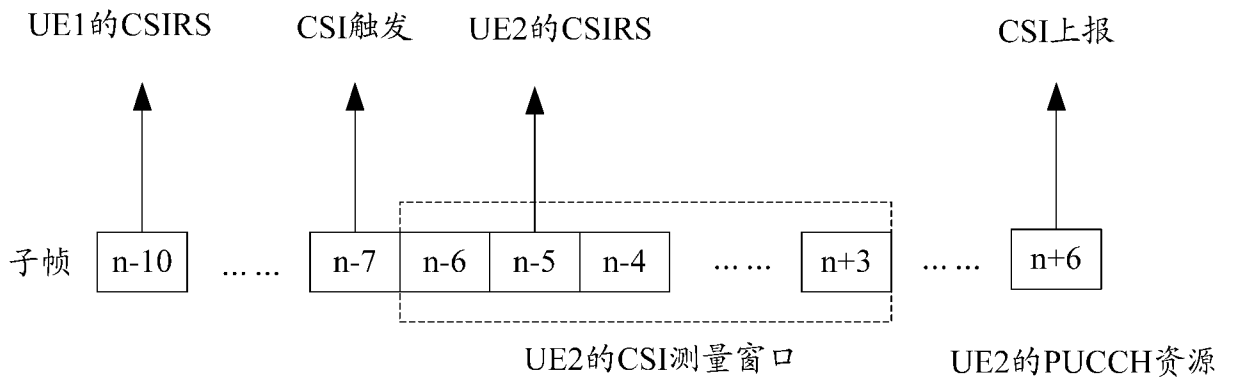 UE1的CSIRS CSI触发 UE2的CSIRS CSI上报
子帧 n-10 …… n-7 n-6 n-5 n-4 …… n+3 …… n+6
UE2的CSI测量窗口 UE2的PUCCH资源